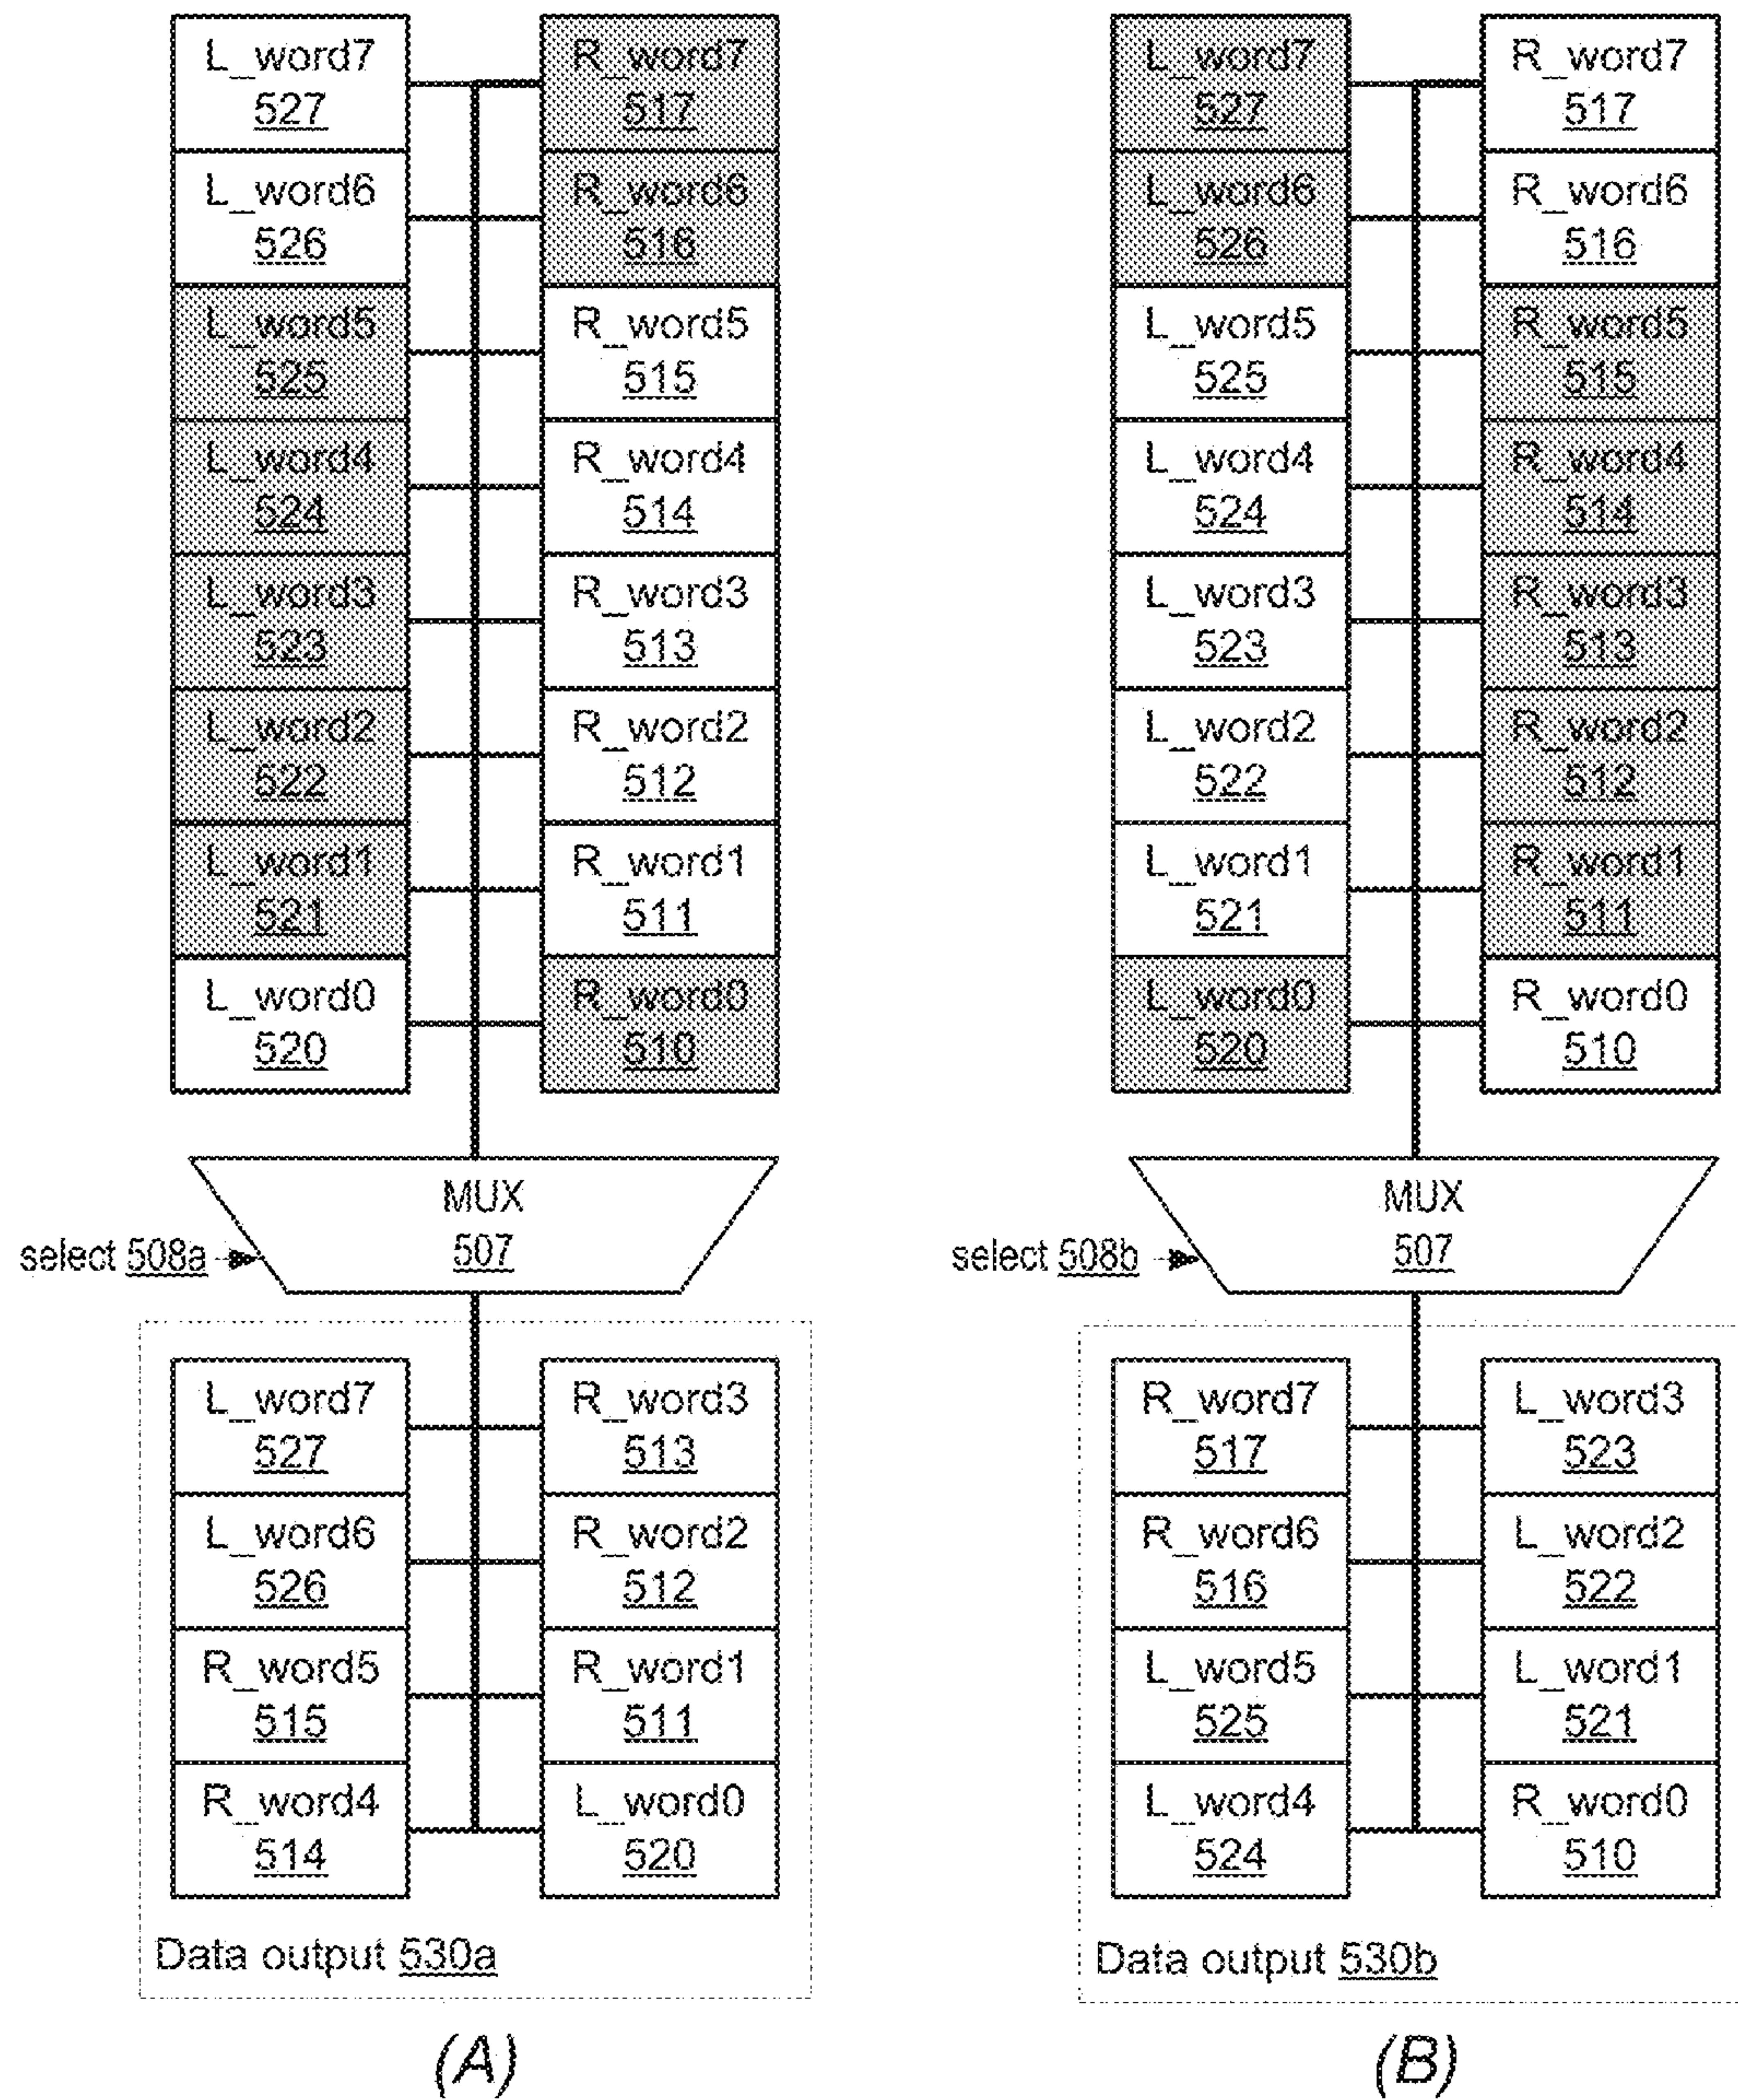 L_word7
527
L_word6
526
L_word5
525
L_word4
524
L_word3
523
L_word2
522
L_word1
521
L_word0
520
R_word7
517
R_word6
516
R_word5
515
R_word4
514
R_word3
513
R_word2
512
R_word1
511
R_word0
510
MUX
507
select 508a
L_word7
527
L_word6
526
R_word5
515
R_word4
514
R_word3
513
R_word2
512
R_word1
511
L_word0
520
Data output 530a
(A)
L_word7
527
L_word6
526
L_word5
525
L_word4
524
L_word3
523
L_word2
522
L_word1
521
L_word0
520
R_word7
517
R_word6
516
R_word5
515
R_word4
514
R_word3
513
R_word2
512
R_word1
511
R_word0
510
MUX
507
select 508b
R_word7
517
R_word6
516
L_word5
525
L_word4
524
L_word3
523
L_word2
522
L_word1
521
R_word0
510
Data output 530b
(B)